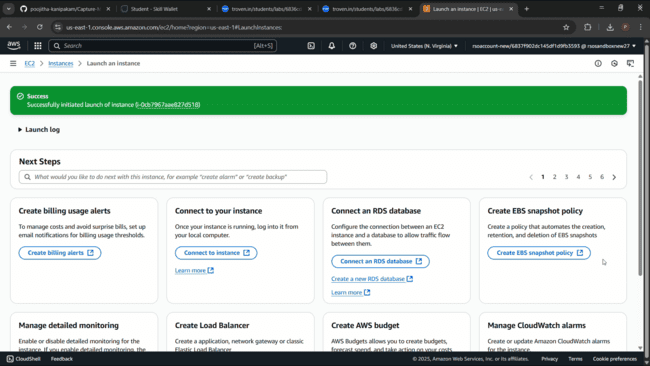 poojitha-kanipakam/Capture-X
Student - Skill Wallet
troven.in/students/labs/6836c
troven.in/students/labs/6836c
Launch an instance | EC2 | us-e
us-east-1.console.aws.amazon.com/ec2/home?region=us-east-1#LaunchInstances:
aws
Search
[Alt+S]
United States (N. Virginia)
EC2
Instances
Launch an instance
Success
Successfully initiated launch of instance (i-0cb7967aae827d518)
Launch log
Next Steps
What would you like to do next with this instance, for example "create alarm" or "create backup"
1 2 3 4 5 6
Create billing usage alerts
To manage costs and avoid surprise bills, set up
email notifications for billing usage thresholds.
Create billing alerts
Connect to your instance
Once your instance is running, log into it from
your local computer.
Connect to instance
Learn more
Connect an RDS database
Configure the connection between an EC2
instance and a database to allow traffic flow
between them.
Connect an RDS database
Create a new RDS database
Learn more
Create EBS snapshot policy
Create a policy that automates the creation,
retention, and deletion of EBS snapshots
Create EBS snapshot policy
Manage detailed monitoring
Enable or disable detailed monitoring for the
instance. If you enable detailed monitoring, the
Create Load Balancer
Create a application, network gateway or classic
Elastic Load Balancer
Create AWS budget
AWS Budgets allows you to create budgets,
forecast spend, and take action on your costs
Manage CloudWatch alarms
Create or update Amazon CloudWatch alarms
for the instance.
CloudShell
Feedback
© 2025, Amazon Web Services, Inc. or its affiliates.
Privacy
Terms
Cookie preferences